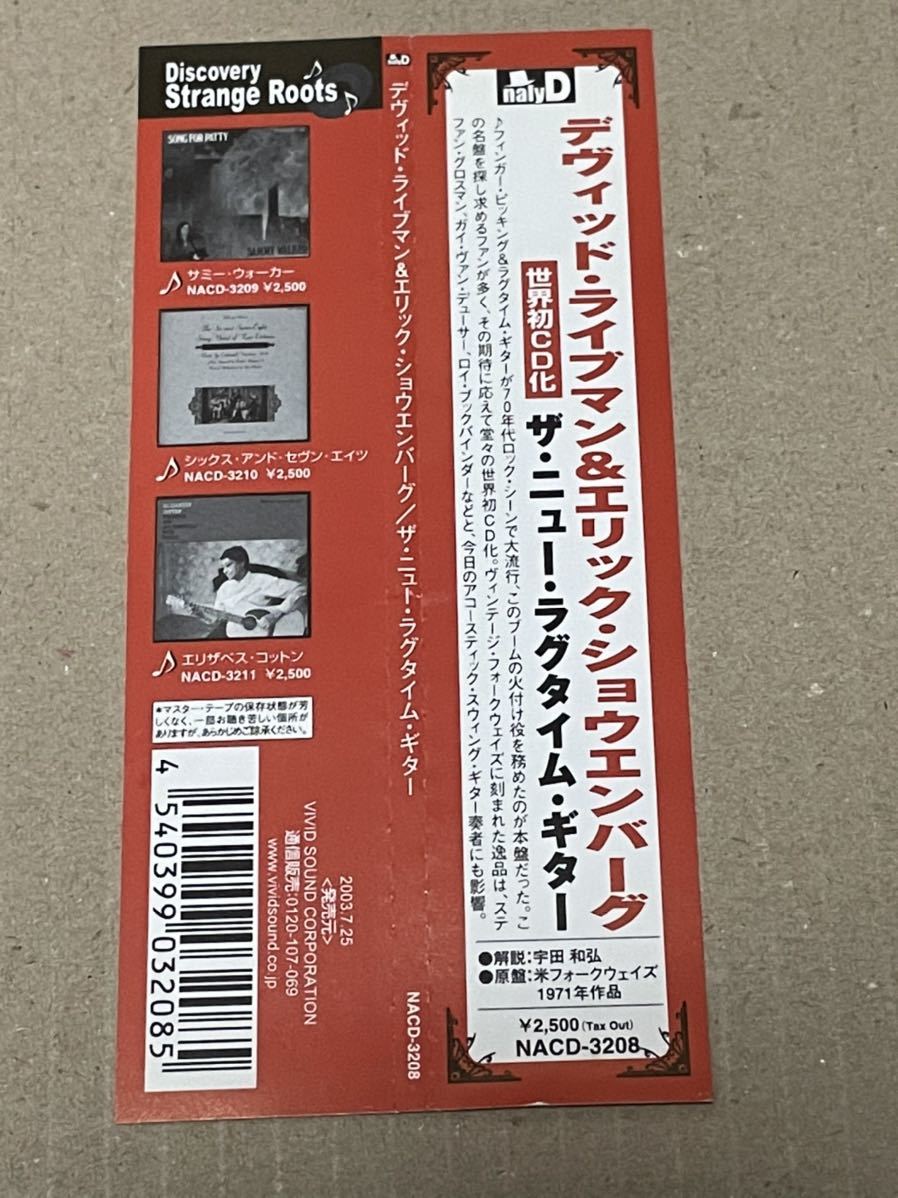 Discovery
Strange Roots
SONG FOR PATTY
SAMMY WALKER
サミー・ウォーカー
NACD-3209 ¥2,500
シックス・アンド・セヴン・エイツ
NACD-3210 ¥2,500
エリザベス・コットン
NACD-3211 ¥2,500
*マスター・テープの保存状態が芳
しくなく、一部お聴き苦しい個所が
ありますが、あらかじめご諒承ください。
4 540399 032085
2003.7.25
<発売元>
VIVID SOUND CORPORATION
通信販売:0120-107-069
www.vividsound.co.jp
nalyD
デヴィッド・ライブマン&エリック・ショウエンバーグ/ザ・ニュー・ラグタイム・ギター
NACD-3208
nalyD
デヴィッド・ライブマン&エリック・ショウエンバーグ
世界初CD化
ザ・ニュー・ラグタイム・ギター
♪フィンガー・ピッキング&ラグタイム・ギターが70年代ロック・シーンで大流行、このブームの火付け役を務めたのが本盤だった。こ
の名盤を探し求めるファンが多く、その期待に応えて堂々の世界初CD化。ヴィンテージ・フォークウェイズに刻まれた逸品は、ステ
ファン・グロスマン、ガイ・ヴァン・デューサー、ロイ・ブックバインダーなどと、今日のアコースティック・スウィング・ギター奏者にも影響。
●解説:宇田 和弘
●原盤:米フォークウェイズ
1971年作品
¥2,500(Tax Out)
NACD-3208